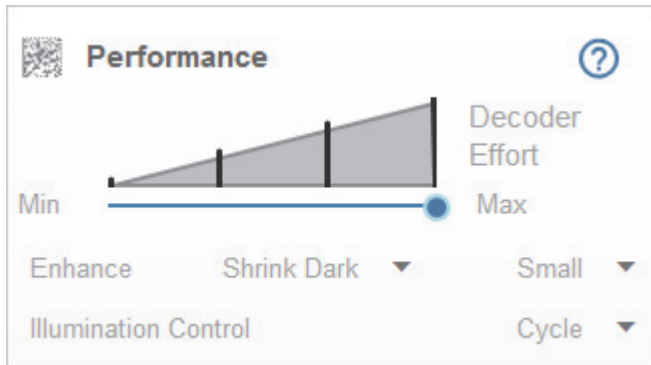 Performance
?
Decoder
Effort
Min Max
Enhance Shrink Dark Small
Illumination Control Cycle